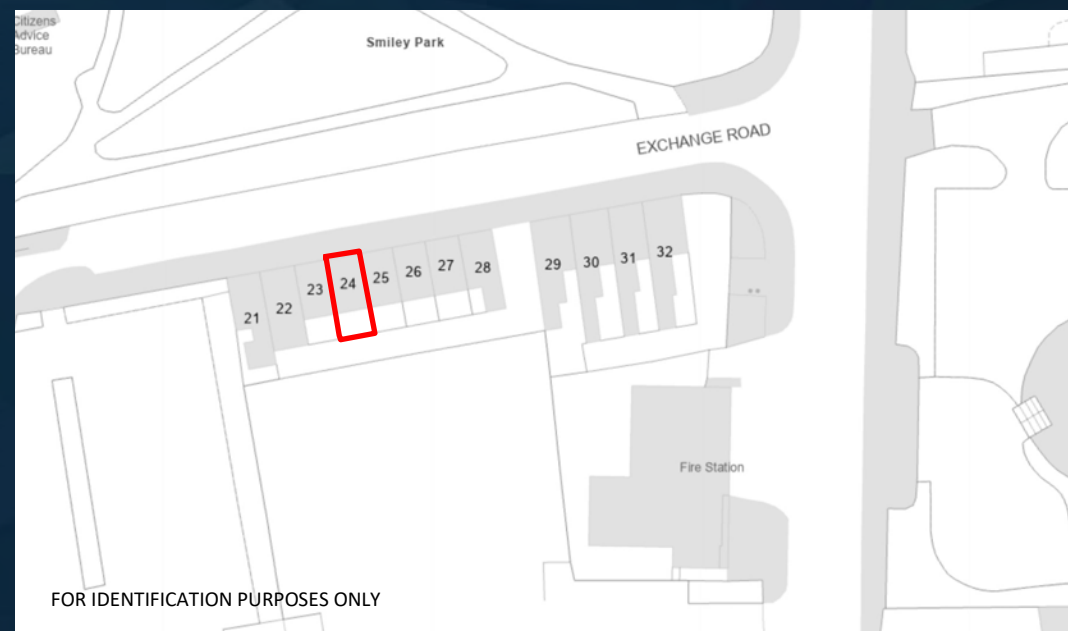 Citizens
Advice
Bureau
Smiley Park
EXCHANGE ROAD
21
22
23
24
25
26
27
28
29
30
31
32
Fire Station
FOR IDENTIFICATION PURPOSES ONLY